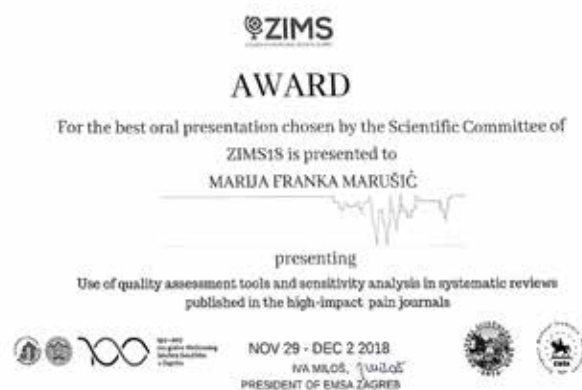 ZIMS
AWARD
For the best oral presentation chosen by the Scientific Committee of
ZIMS18 is presented to
MARIJA FRANKA MARUŠIĆ
presenting
Use of quality assessment tools and sensitivity analysis in systematic reviews
published in the high-impact pain journals
100
NOV 29 - DEC 2 2018
IVA MILOŠ,
PRESIDENT OF EMSA ZAGREB
EMSA